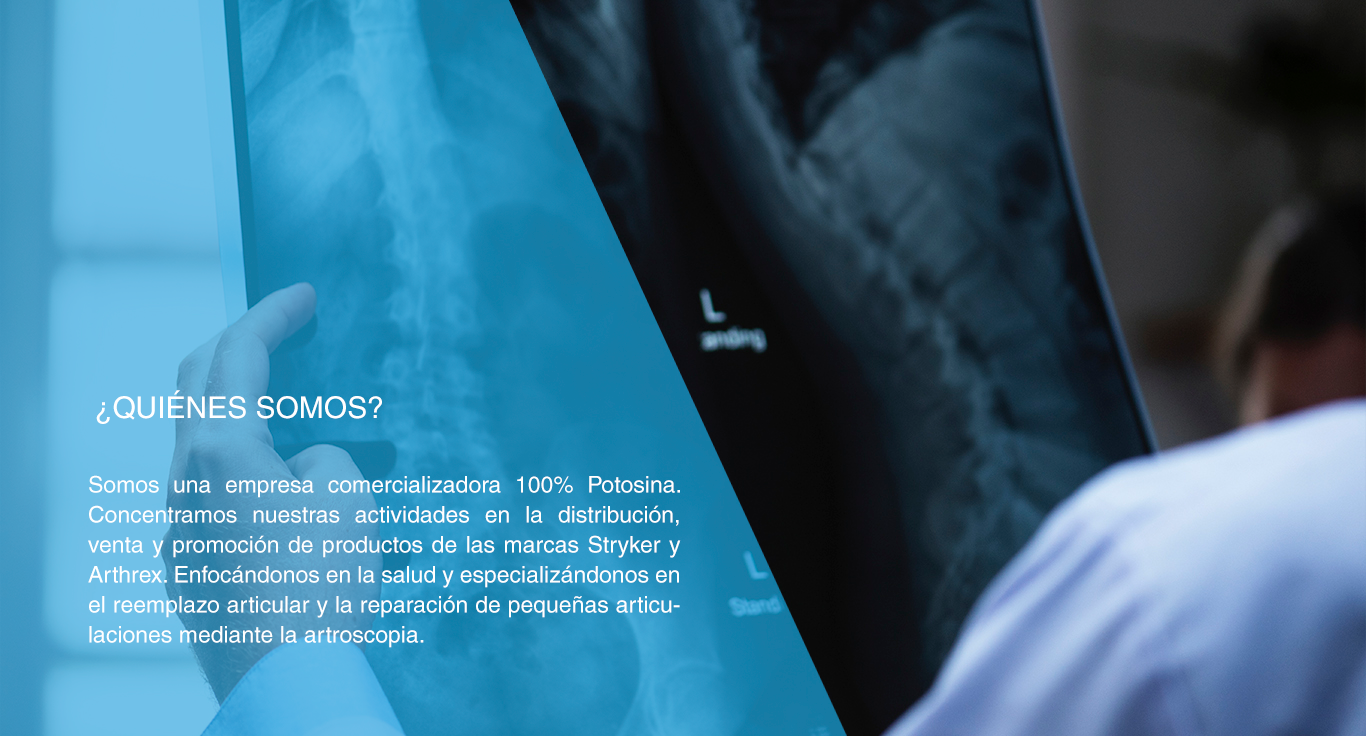 L
anding
¿QUIÉNES SOMOS?
Somos una empresa comercializadora 100% Potosina.
Concentramos nuestras actividades en la distribución,
venta y promoción de productos de las marcas Stryker y
Arthrex. Enfocándonos en la salud y especializándonos en
el reemplazo articular y la reparación de pequeñas articu-
laciones mediante la artroscopia.
L
Stand